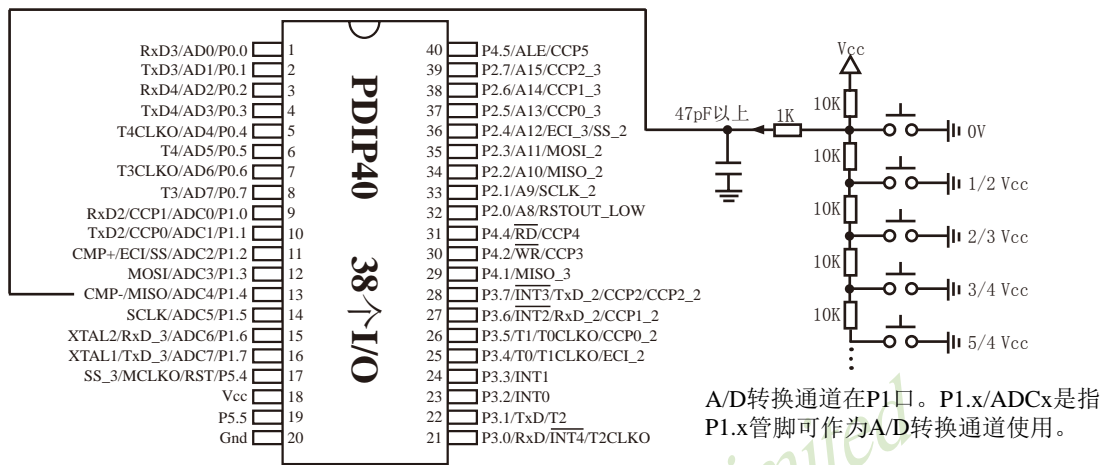 RxD3/AD0/P0.0 1
TxD3/AD1/P0.1 2
RxD4/AD2/P0.2 3
TxD4/AD3/P0.3 4
T4CLKO/AD4/P0.4 5
T4/AD5/P0.5 6
T3CLKO/AD6/P0.6 7
T3/AD7/P0.7 8
RxD2/CCP1/ADC0/P1.0 9
TxD2/CCP0/ADC1/P1.1 10
CMP+/ECI/SS/ADC2/P1.2 11
MOSI/ADC3/P1.3 12
CMP-/MISO/ADC4/P1.4 13
SCLK/ADC5/P1.5 14
XTAL2/RxD_3/ADC6/P1.6 15
XTAL1/TxD_3/ADC7/P1.7 16
SS_3/MCLKO/RST/P5.4 17
Vcc 18
P5.5 19
Gnd 20
PDIP40 38个I/O
40 P4.5/ALE/CCP5
39 P2.7/A15/CCP2_3
38 P2.6/A14/CCP1_3
37 P2.5/A13/CCP0_3
36 P2.4/A12/ECI_3/SS_2
35 P2.3/A11/MOSI_2
34 P2.2/A10/MISO_2
33 P2.1/A9/SCLK_2
32 P2.0/A8/RSTOUT_LOW
31 P4.4/RD/CCP4
30 P4.2/WR/CCP3
29 P4.1/MISO_3
28 P3.7/INT3/TxD_2/CCP2/CCP2_2
27 P3.6/INT2/RxD_2/CCP1_2
26 P3.5/T1/T0CLKO/CCP0_2
25 P3.4/T0/T1CLKO/ECI_2
24 P3.3/INT1
23 P3.2/INT0
22 P3.1/TxD/T2
21 P3.0/RxD/INT4/T2CLKO
Vcc
47pF以上
1K
10K
0V
10K
1/2 Vcc
10K
2/3 Vcc
10K
3/4 Vcc
10K
5/4 Vcc
A/D转换通道在P1口。P1.x/ADCx是指
P1.x管脚可作为A/D转换通道使用。